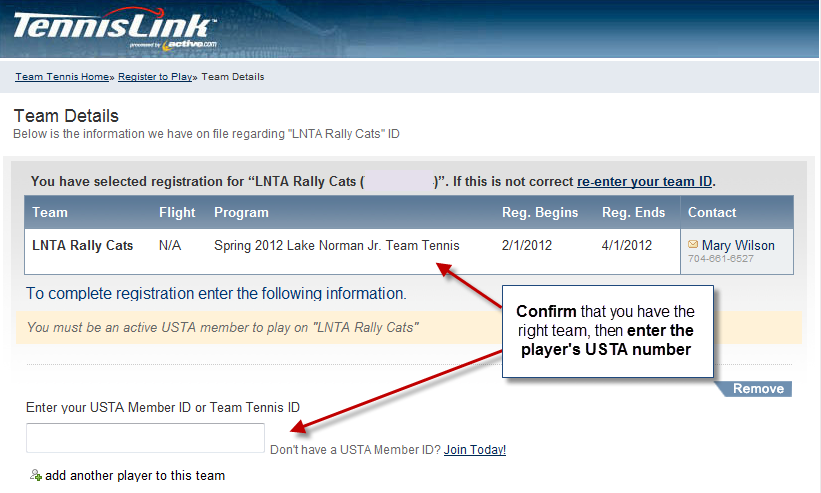 TennisLink™
powered by active.com
Team Tennis Home» Register to Play» Team Details
Team Details
Below is the information we have on file regarding "LNTA Rally Cats" ID
You have selected registration for “LNTA Rally Cats ( )”. If this is not correct re-enter your team ID.
Team Flight Program Reg. Begins Reg. Ends Contact
LNTA Rally Cats N/A Spring 2012 Lake Norman Jr. Team Tennis 2/1/2012 4/1/2012 Mary Wilson
704-661-6527
To complete registration enter the following information.
You must be an active USTA member to play on "LNTA Rally Cats"
Confirm that you have the
right team, then enter the
player's USTA number
Remove
Enter your USTA Member ID or Team Tennis ID
Don't have a USTA Member ID? Join Today!
add another player to this team